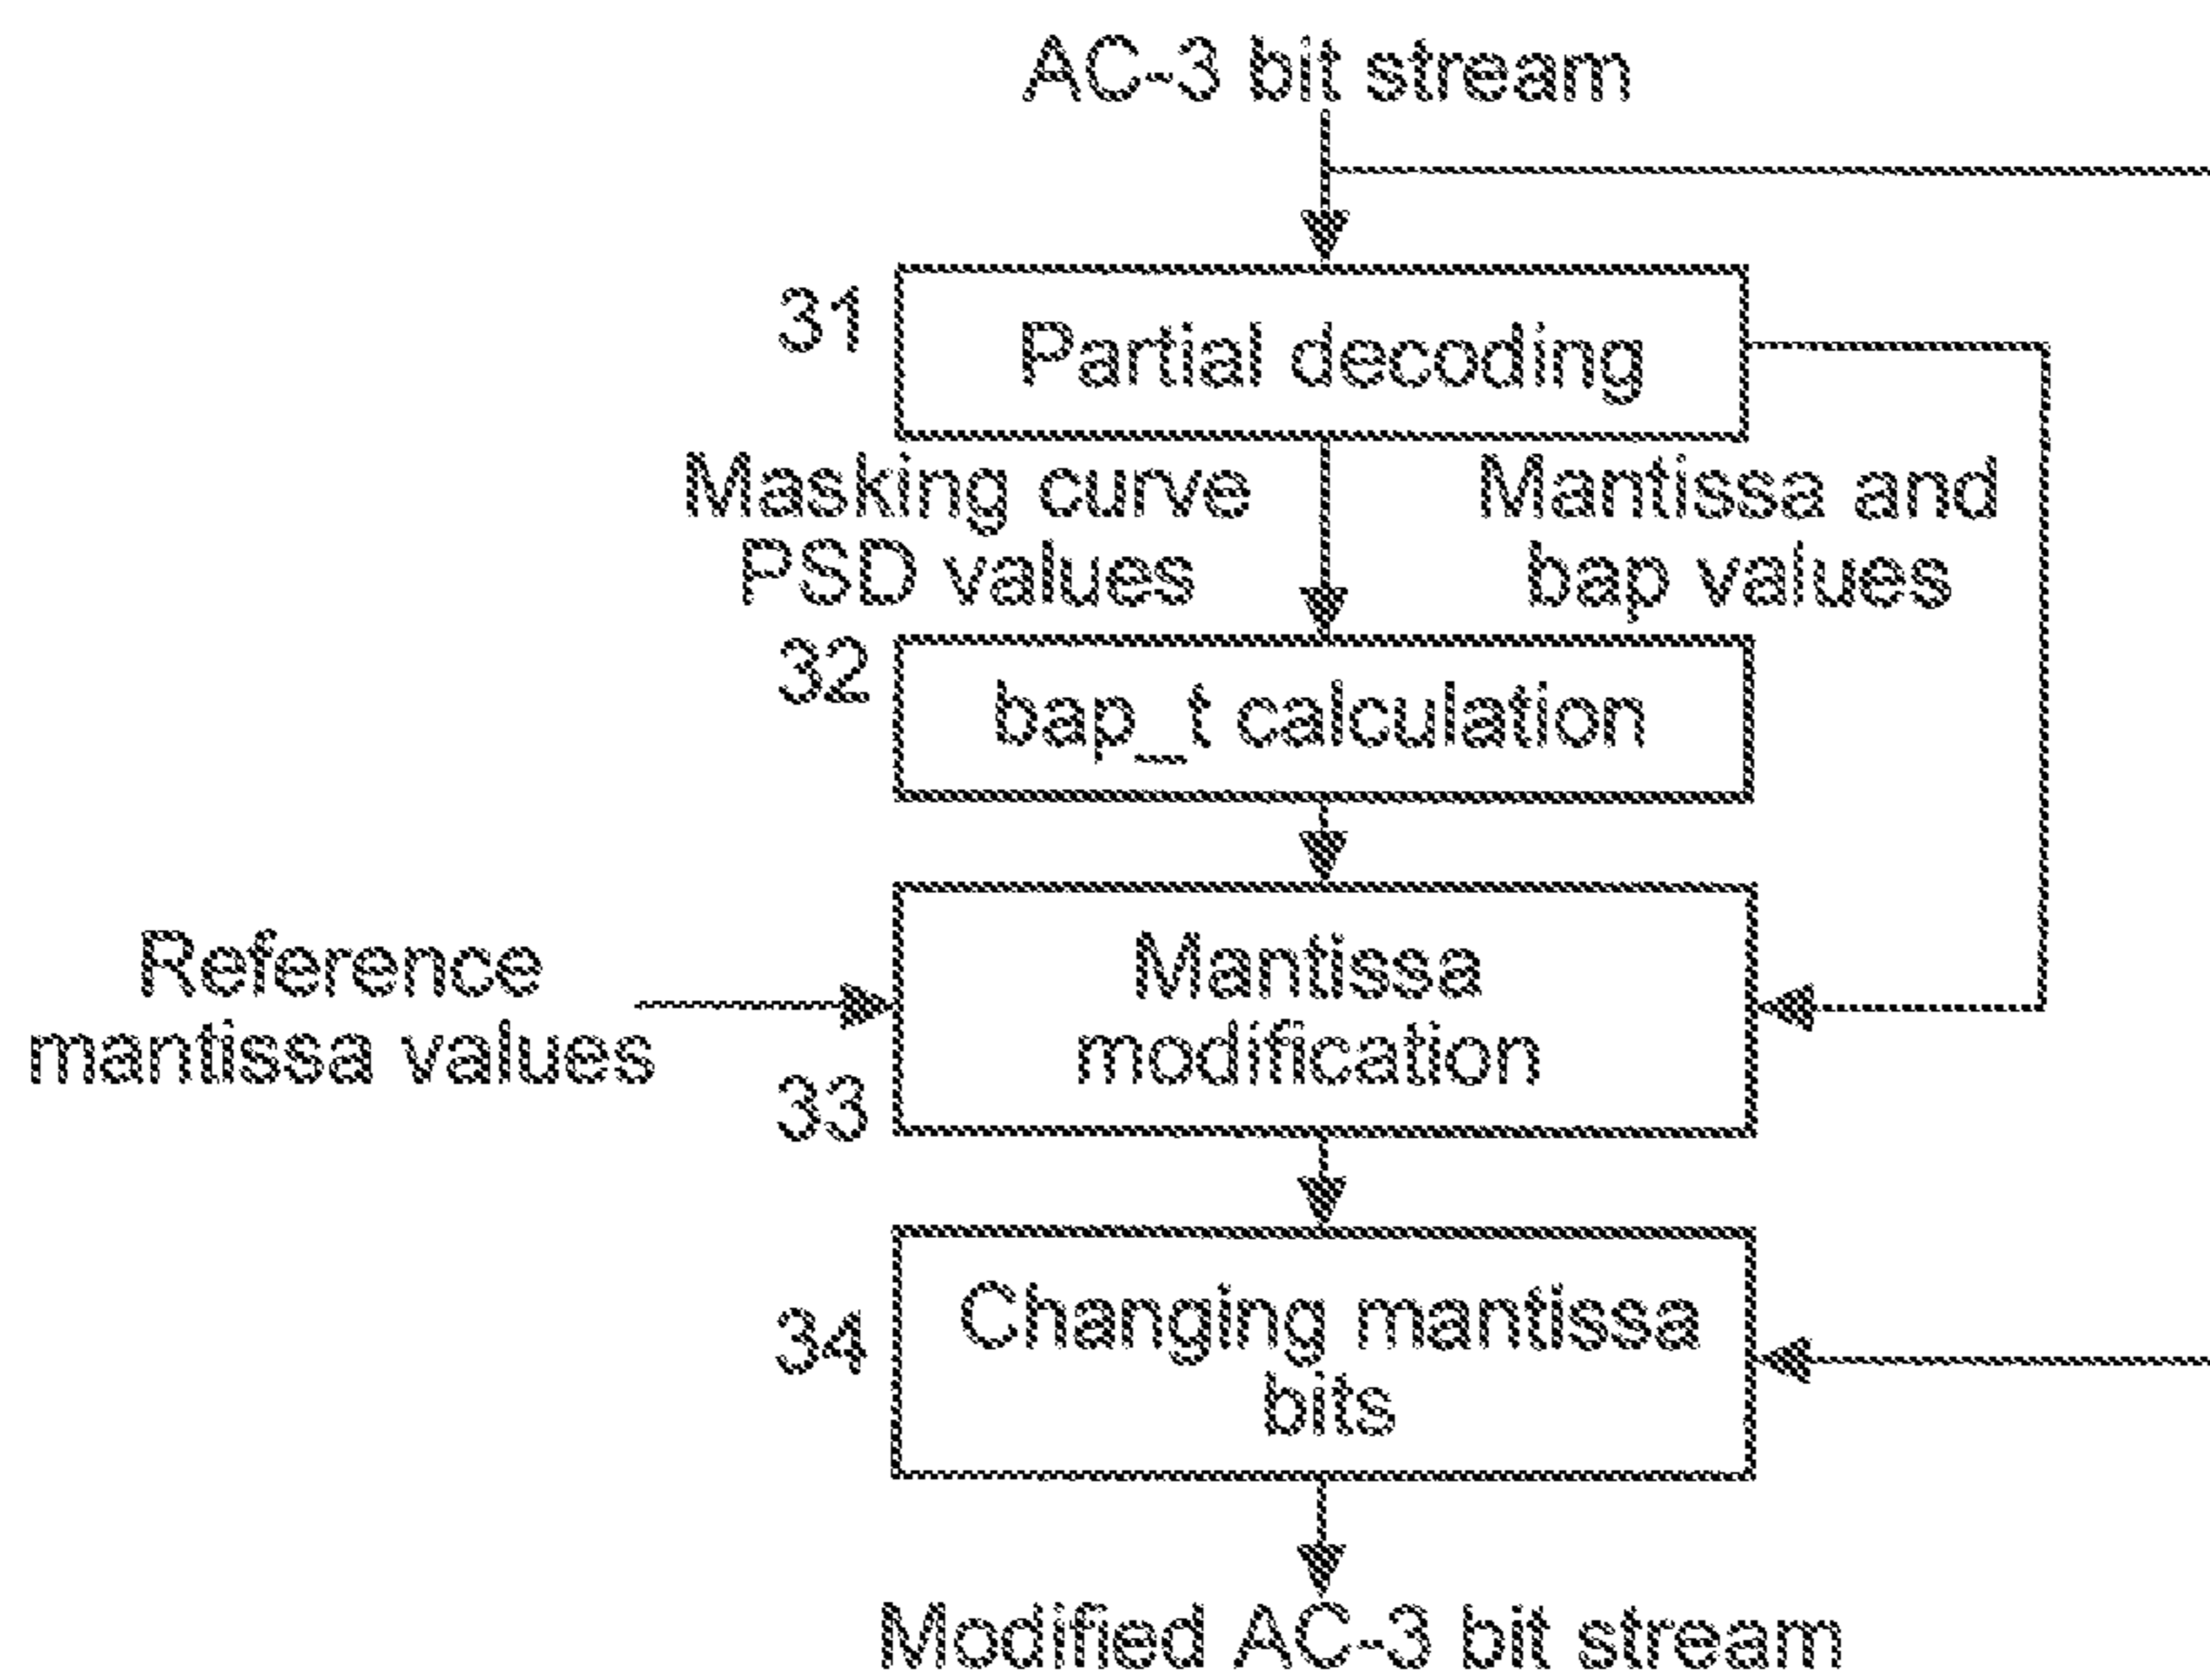 AC-3 bit stream
31
Partial decoding
Masking curve
PSD values
Mantissa and
bap values
32
bap_t calculation
Reference
mantissa values
Mantissa
modification
33
34
Changing mantissa
bits
Modified AC-3 bit stream